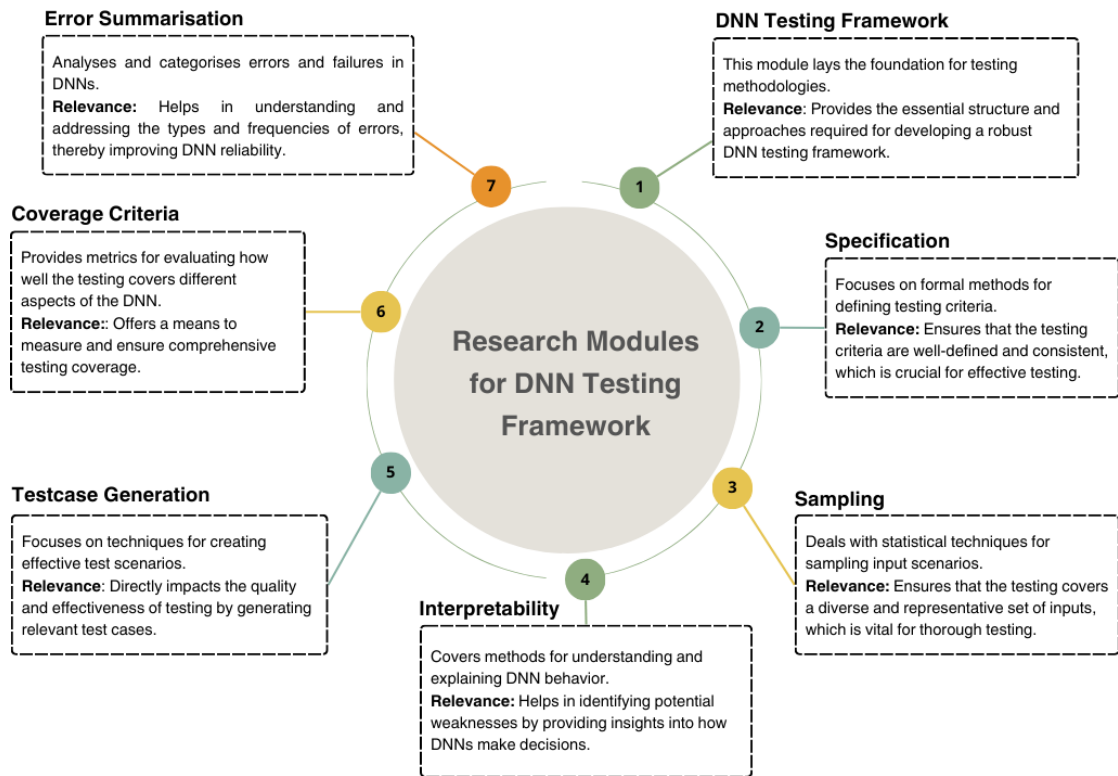 Error Summarisation
Analyses and categorises errors and failures in
DNNs.
Relevance: Helps in understanding and
addressing the types and frequencies of errors,
thereby improving DNN reliability.
DNN Testing Framework
This module lays the foundation for testing
methodologies.
Relevance: Provides the essential structure and
approaches required for developing a robust
DNN testing framework.
7
1
Coverage Criteria
Provides metrics for evaluating how
well the testing covers different
aspects of the DNN.
Relevance:: Offers a means to
measure and ensure comprehensive
testing coverage.
6
Specification
Focuses on formal methods for
defining testing criteria.
Relevance: Ensures that the testing
criteria are well-defined and consistent,
which is crucial for effective testing.
2
Research Modules
for DNN Testing
Framework
5
3
Testcase Generation
Focuses on techniques for creating
effective test scenarios.
Relevance: Directly impacts the quality
and effectiveness of testing by generating
relevant test cases.
Sampling
Deals with statistical techniques for
sampling input scenarios.
Relevance: Ensures that the testing covers
a diverse and representative set of inputs,
which is vital for thorough testing.
4
Interpretability
Covers methods for understanding and
explaining DNN behavior.
Relevance: Helps in identifying potential
weaknesses by providing insights into how
DNNs make decisions.